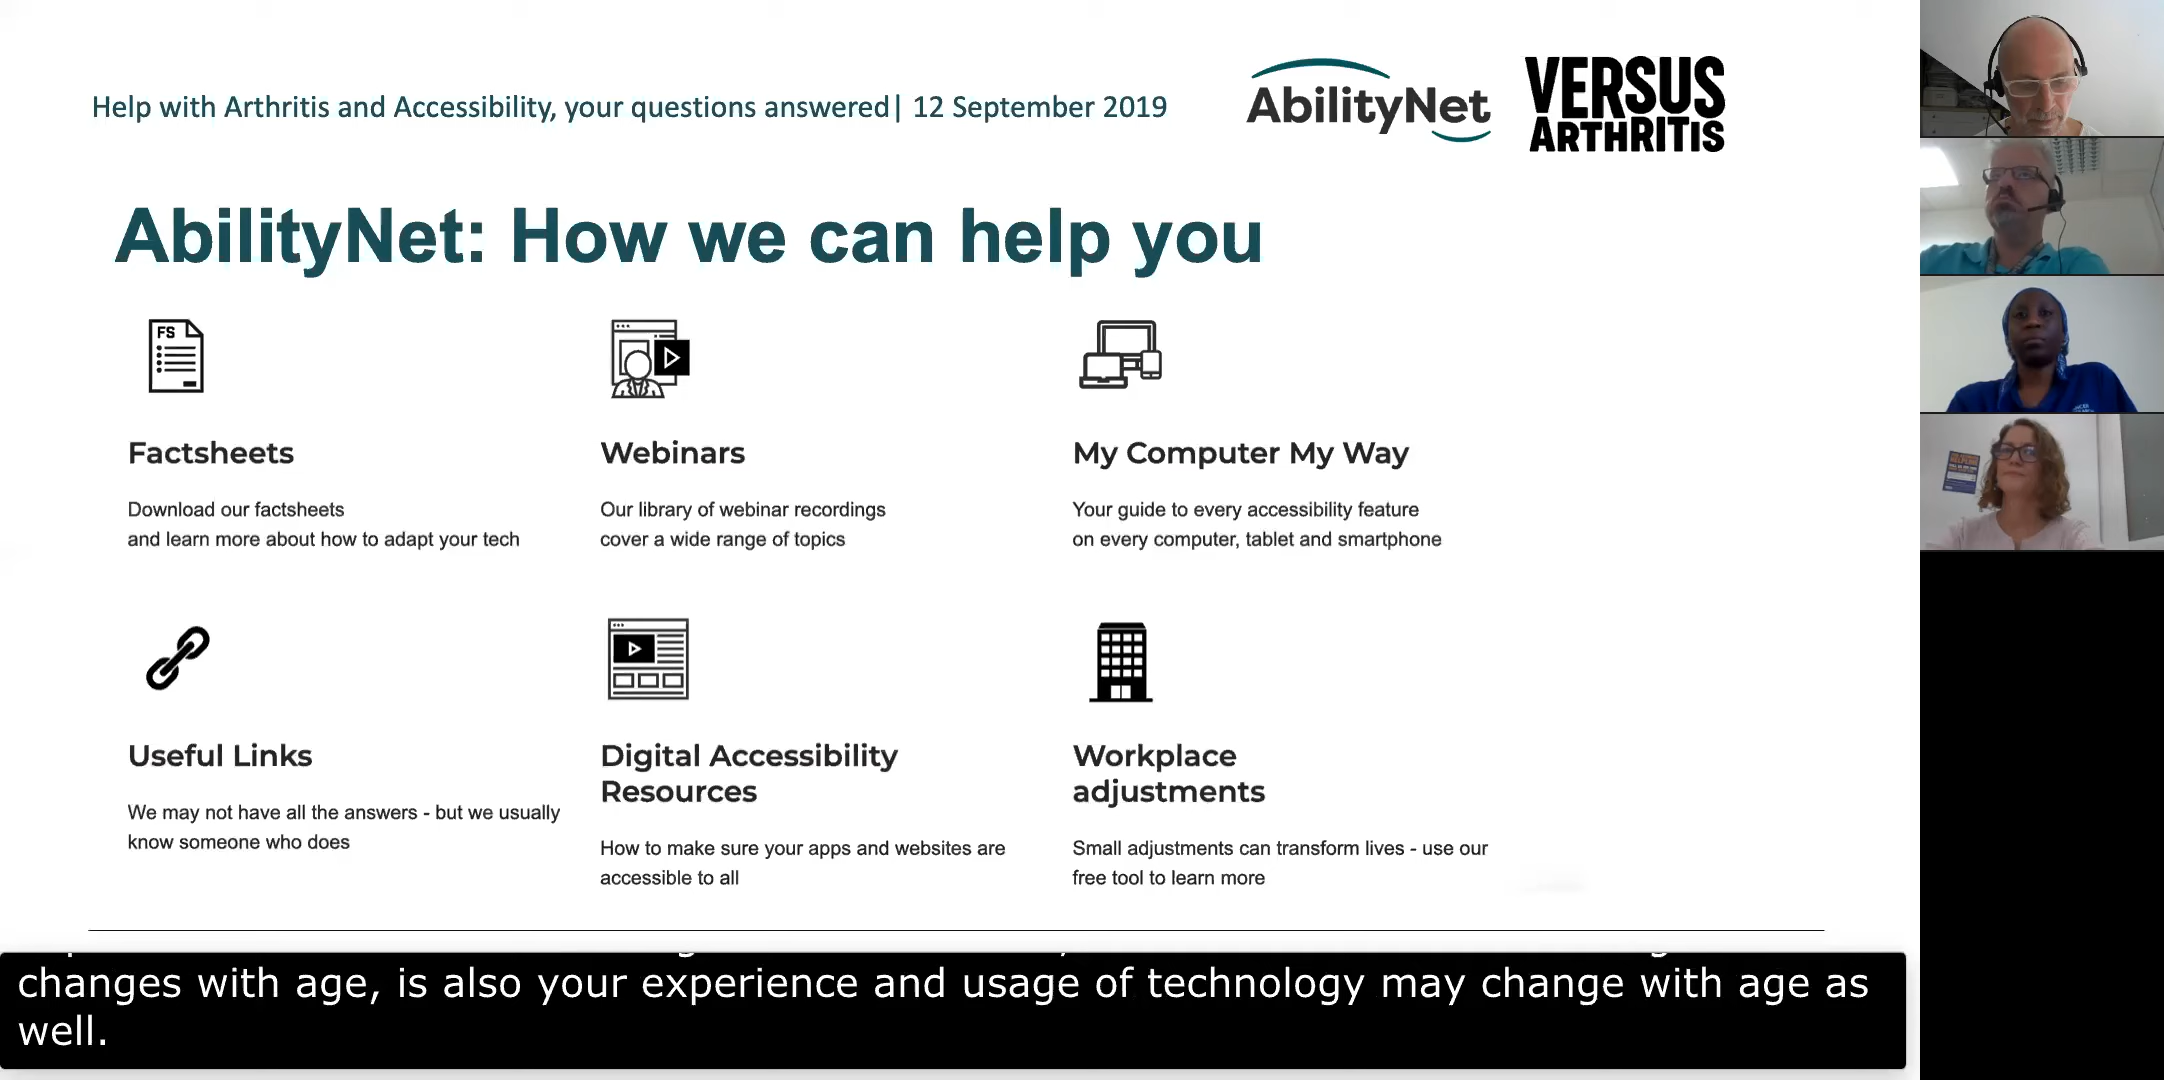 Help with Arthritis and Accessibility, your questions answered| 12 September 2019
AbilityNet
VERSUS
ARTHRITIS
AbilityNet: How we can help you
FS
Factsheets
Download our factsheets
and learn more about how to adapt your tech
Webinars
Our library of webinar recordings
cover a wide range of topics
My Computer My Way
Your guide to every accessibility feature
on every computer, tablet and smartphone
Useful Links
We may not have all the answers - but we usually
know someone who does
Digital Accessibility
Resources
How to make sure your apps and websites are
accessible to all
Workplace
adjustments
Small adjustments can transform lives - use our
free tool to learn more
changes with age, is also your experience and usage of technology may change with age as
well.
HELPLINE